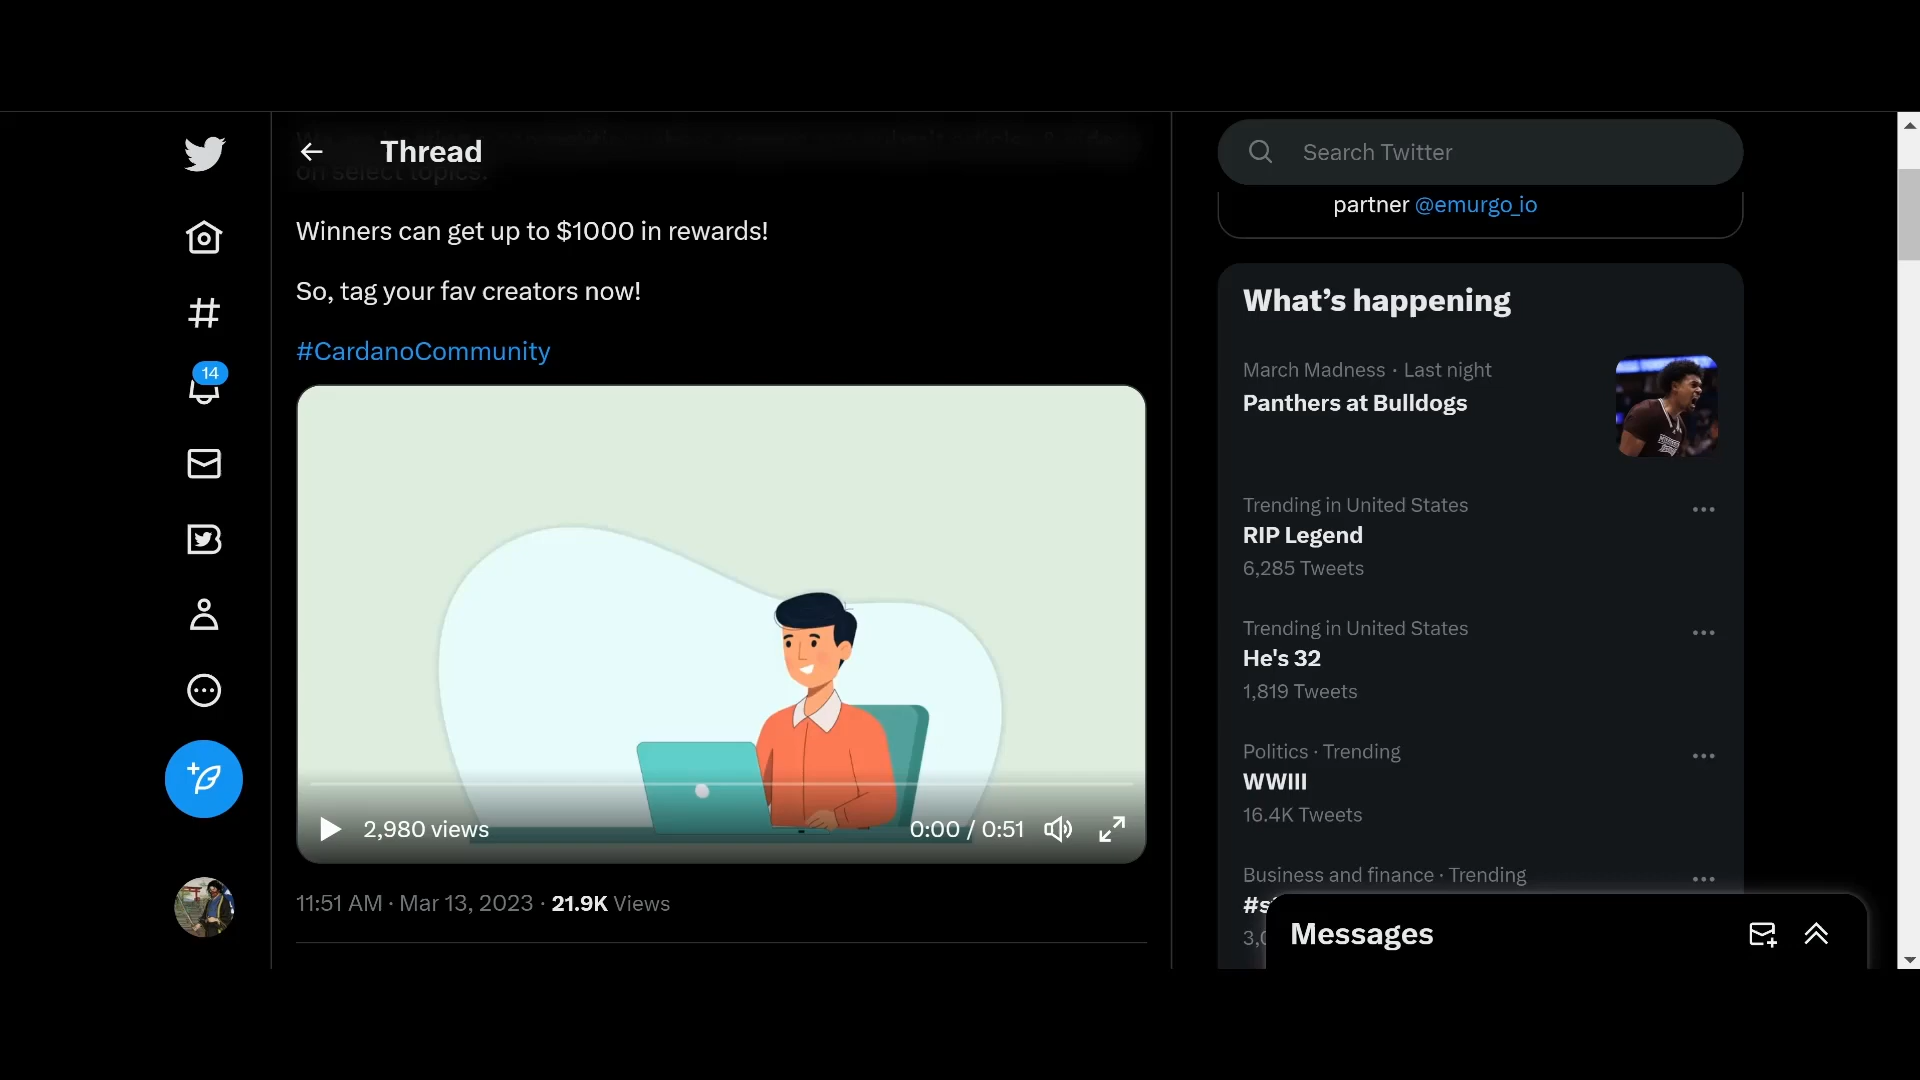 Thread
on select topics.
Winners can get up to $1000 in rewards!
So, tag your fav creators now!
#CardanoCommunity
14
2,980 views
0:00 / 0:51
11:51 AM · Mar 13, 2023 · 21.9K Views
Search Twitter
partner @emurgo_io
What’s happening
March Madness · Last night
Panthers at Bulldogs
Trending in United States
RIP Legend
6,285 Tweets
Trending in United States
He's 32
1,819 Tweets
Politics · Trending
WWIII
16.4K Tweets
Business and finance · Trending
Messages